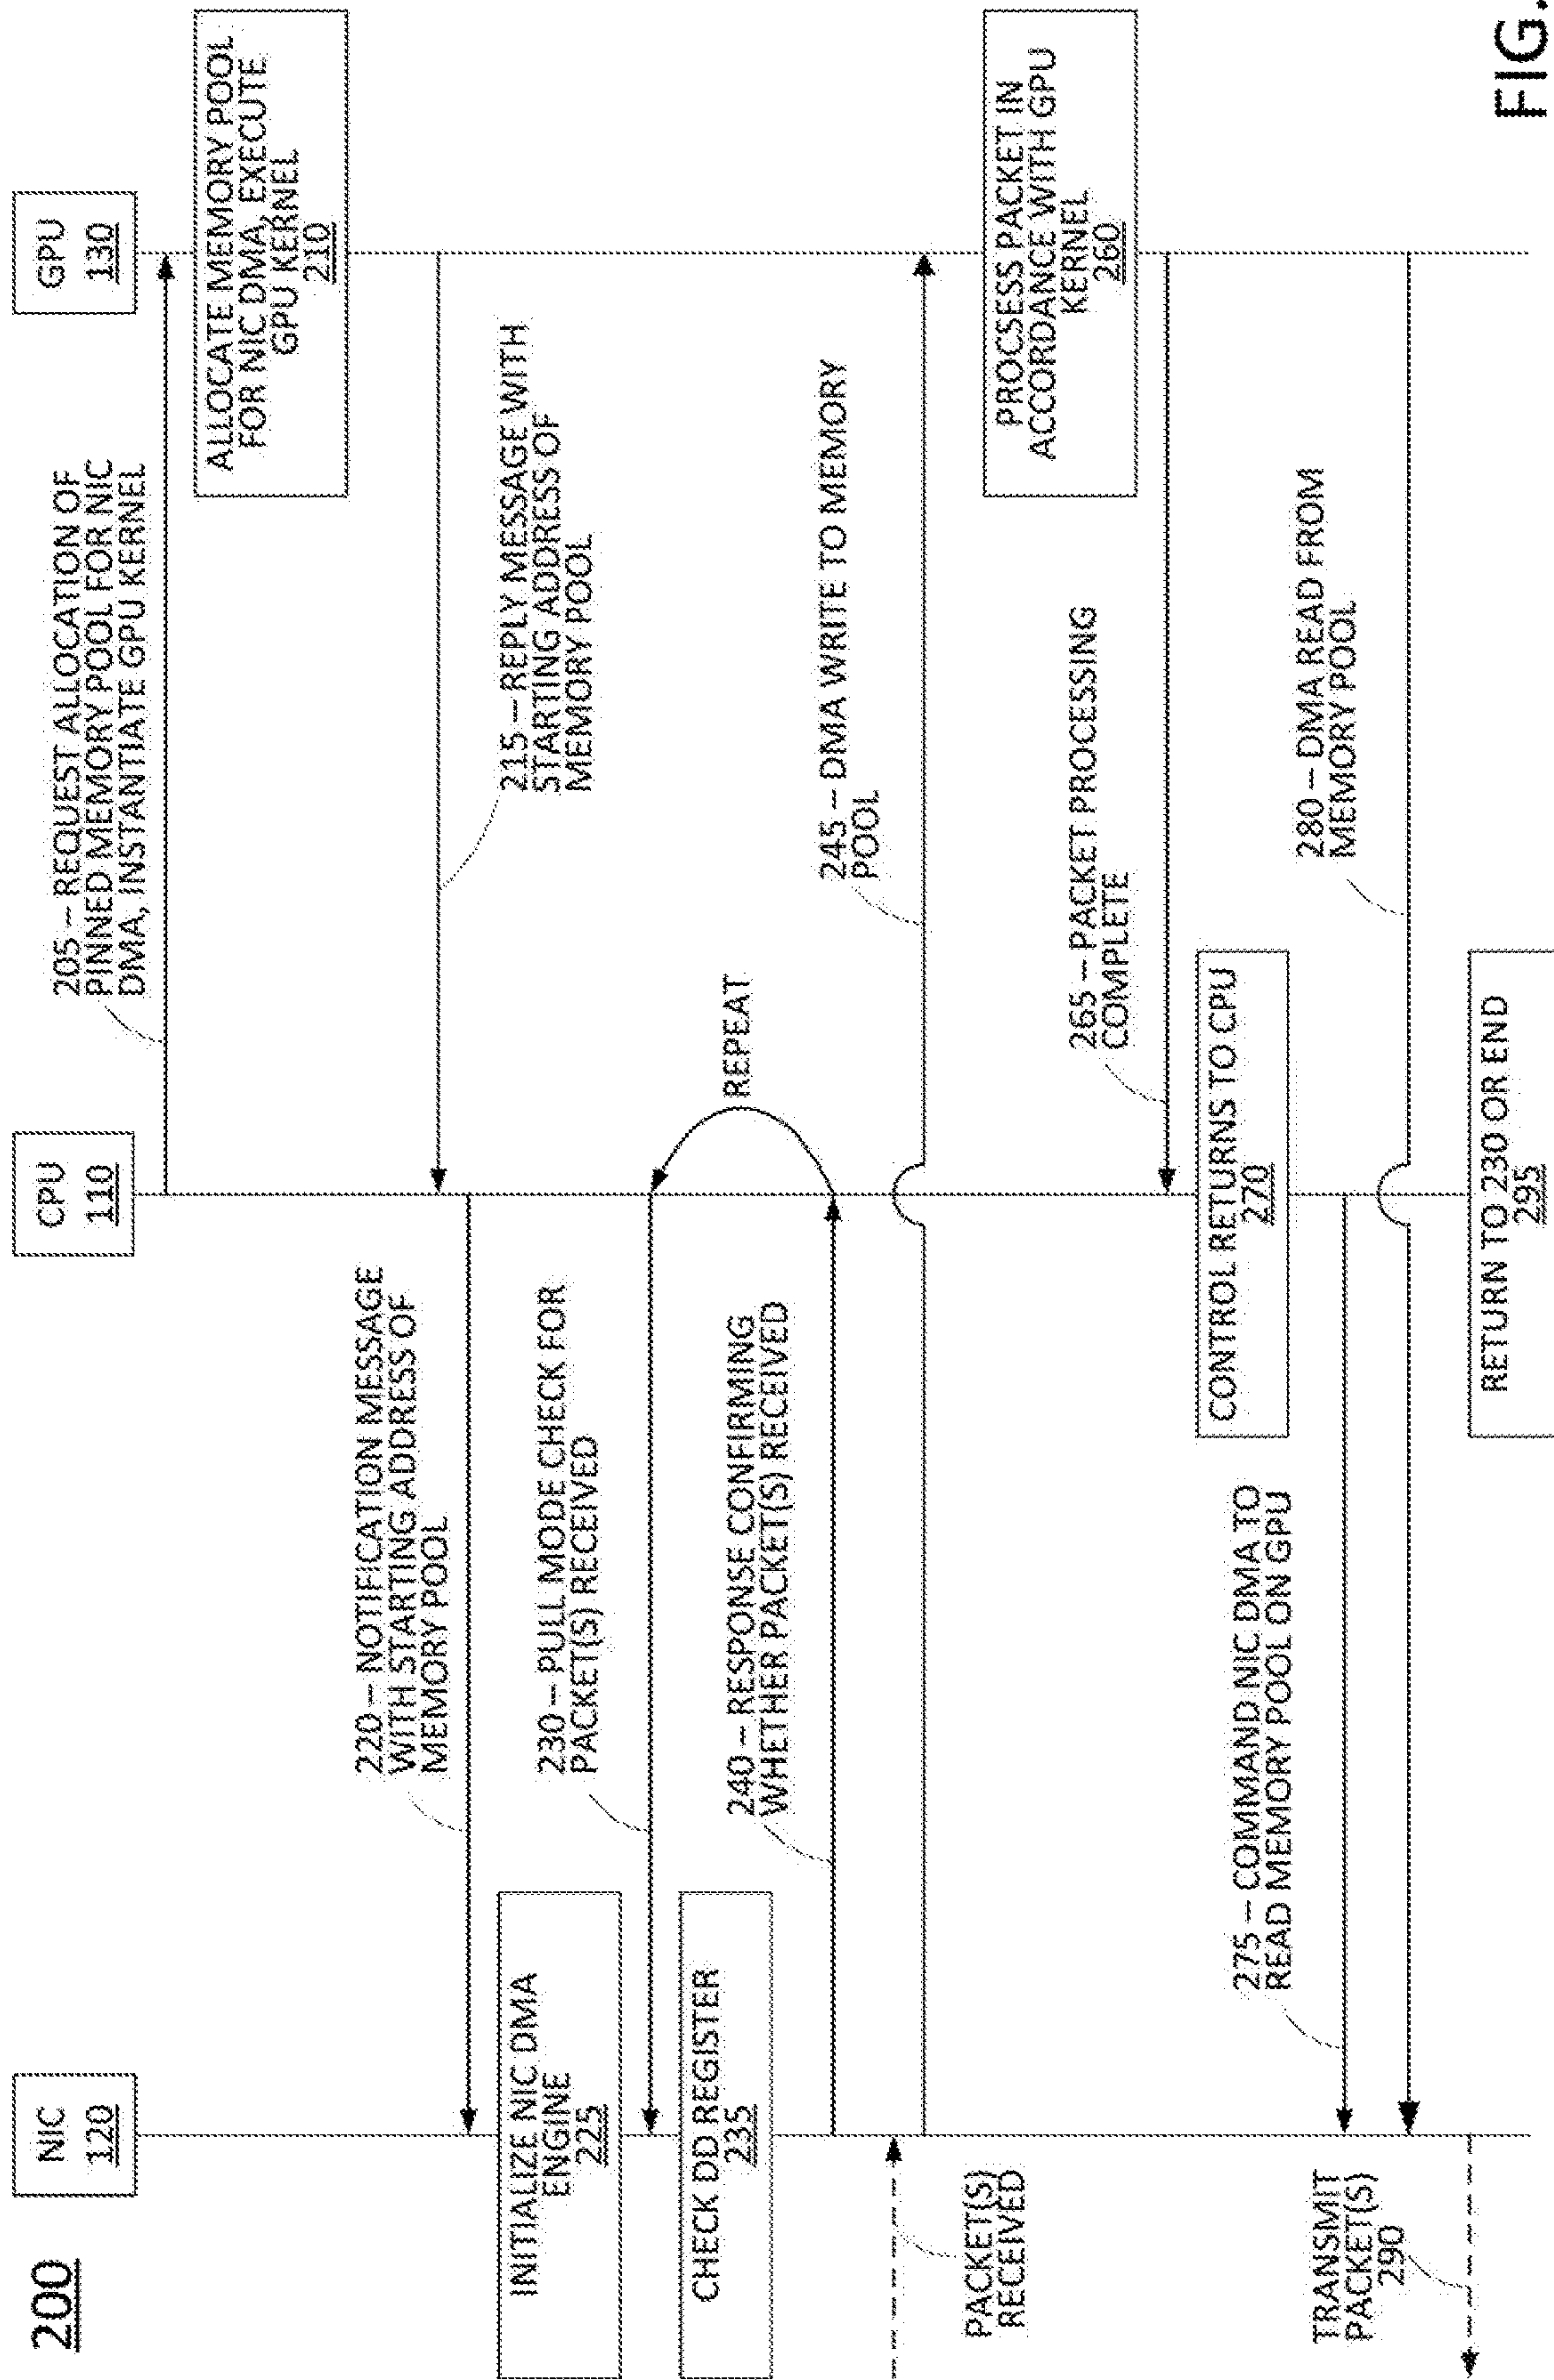 200
NIC
120
CPU
110
GPU
130
205 – REQUEST ALLOCATION OF
PINNED MEMORY POOL FOR NIC
DMA, INSTANTIATE GPU KERNEL
ALLOCATE MEMORY POOL
FOR NIC DMA, EXECUTE
GPU KERNEL
210
215 – REPLY MESSAGE WITH
STARTING ADDRESS OF
MEMORY POOL
220 – NOTIFICATION MESSAGE
WITH STARTING ADDRESS OF
MEMORY POOL
INITIALIZE NIC DMA
ENGINE
225
230 – PULL MODE CHECK FOR
PACKET(S) RECEIVED
CHECK DD REGISTER
235
240 – RESPONSE CONFIRMING
WHETHER PACKET(S) RECEIVED
REPEAT
PACKET(S)
RECEIVED
245 – DMA WRITE TO MEMORY
POOL
PROCSESS PACKET IN
ACCORDANCE WITH GPU
KERNEL
260
265 – PACKET PROCESSING
COMPLETE
CONTROL RETURNS TO CPU
270
275 – COMMAND NIC DMA TO
READ MEMORY POOL ON GPU
280 – DMA READ FROM
MEMORY POOL
TRANSMIT
PACKET(S)
290
RETURN TO 230 OR END
295
FIG.